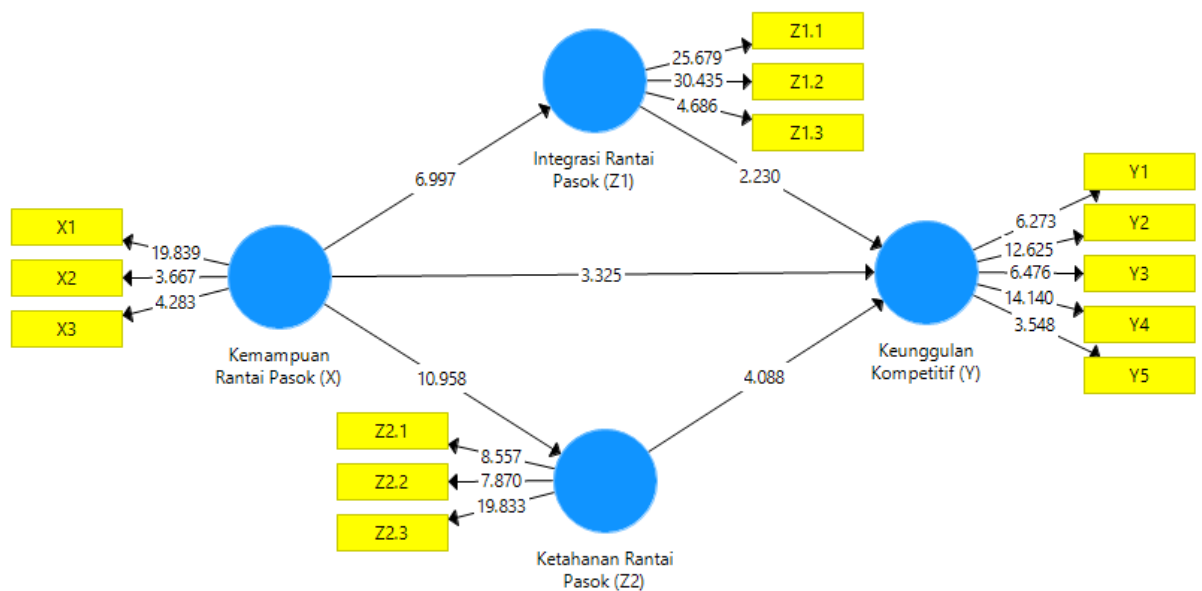 Z1.1
25.679
30.435
Z1.2
4.686
Z1.3
Integrasi Rantai
Pasok (Z1)
6.997
2.230
Y1
6.273
Y2
12.625
6.476
Y3
14.140
Y4
3.548
Y5
X1
19.839
X2
3.667
4.283
X3
3.325
Kemampuan
Rantai Pasok (X)
Keunggulan
Kompetitif (Y)
10.958
4.088
Z2.1
8.557
Z2.2
7.870
19.833
Z2.3
Ketahanan Rantai
Pasok (Z2)